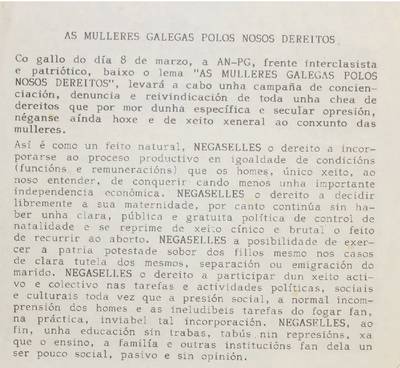 AS MULLERES GALEGAS POLOS NOSOS DEREITOS.
Co gallo do día 8 de marzo, a AN-PG, frente interclasista
e patriótico, baixo o lema "AS MULLERES GALEGAS POLOS
NOSOS DEREITOS", levará a cabo unha campaña de concien-
ciación, denuncia e reivindicación de toda unha chea de
dereitos que por mor dunha específica e secular opresión,
néganse aínda hoxe e de xeito xeneral ao conxunto das
mulleres.
Así é como un feito natural, NEGASELLES o dereito a incor-
porarse ao proceso productivo en igoaldade de condicións
(funcións e remuneracións) que os homes, único xeito, ao
noso entender, de conquerir cando menos unha importante
independencia económica. NEGASELLES o dereito a decidir
libremente a sua maternidade, por canto continúa sin ha-
ber unha clara, pública e gratuita política de control de
natalidade e se reprime de xeito cínico e brutal o feito
de recurrir ao aborto. NEGASELLES a posibilidade de exer-
cer a patria potestade sobor dos fillos mesmo nos casos
de clara tutela dos mesmos, separación ou emigración do
marido. NEGASELLES o dereito a participar dun xeito acti-
vo e colectivo nas tarefas e actividades políticas, sociais
e culturais toda vez que a presión social, a normal incom-
prensión dos homes e as ineludibeis tarefas do fogar fan,
na práctica, inviabel tal incorporación. NEGASELLES, ao
fin, unha educación sin trabas, tabús nin represións, xa
que o ensino, a familia e outras institucións fan dela un
ser pouco social, pasivo e sin opinión.